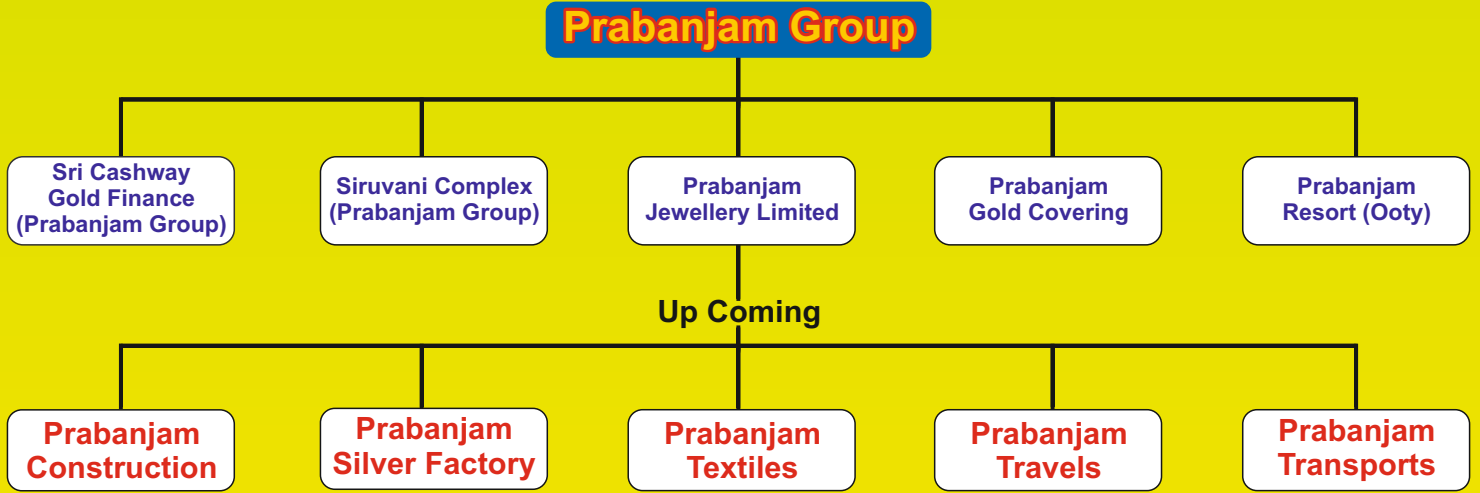 Prabanjam Group
Sri Cashway
Gold Finance
(Prabanjam Group)
Siruvani Complex
(Prabanjam Group)
Prabanjam
Jewellery Limited
Prabanjam
Gold Covering
Prabanjam
Resort (Ooty)
Up Coming
Prabanjam
Construction
Prabanjam
Silver Factory
Prabanjam
Textiles
Prabanjam
Travels
Prabanjam
Transports